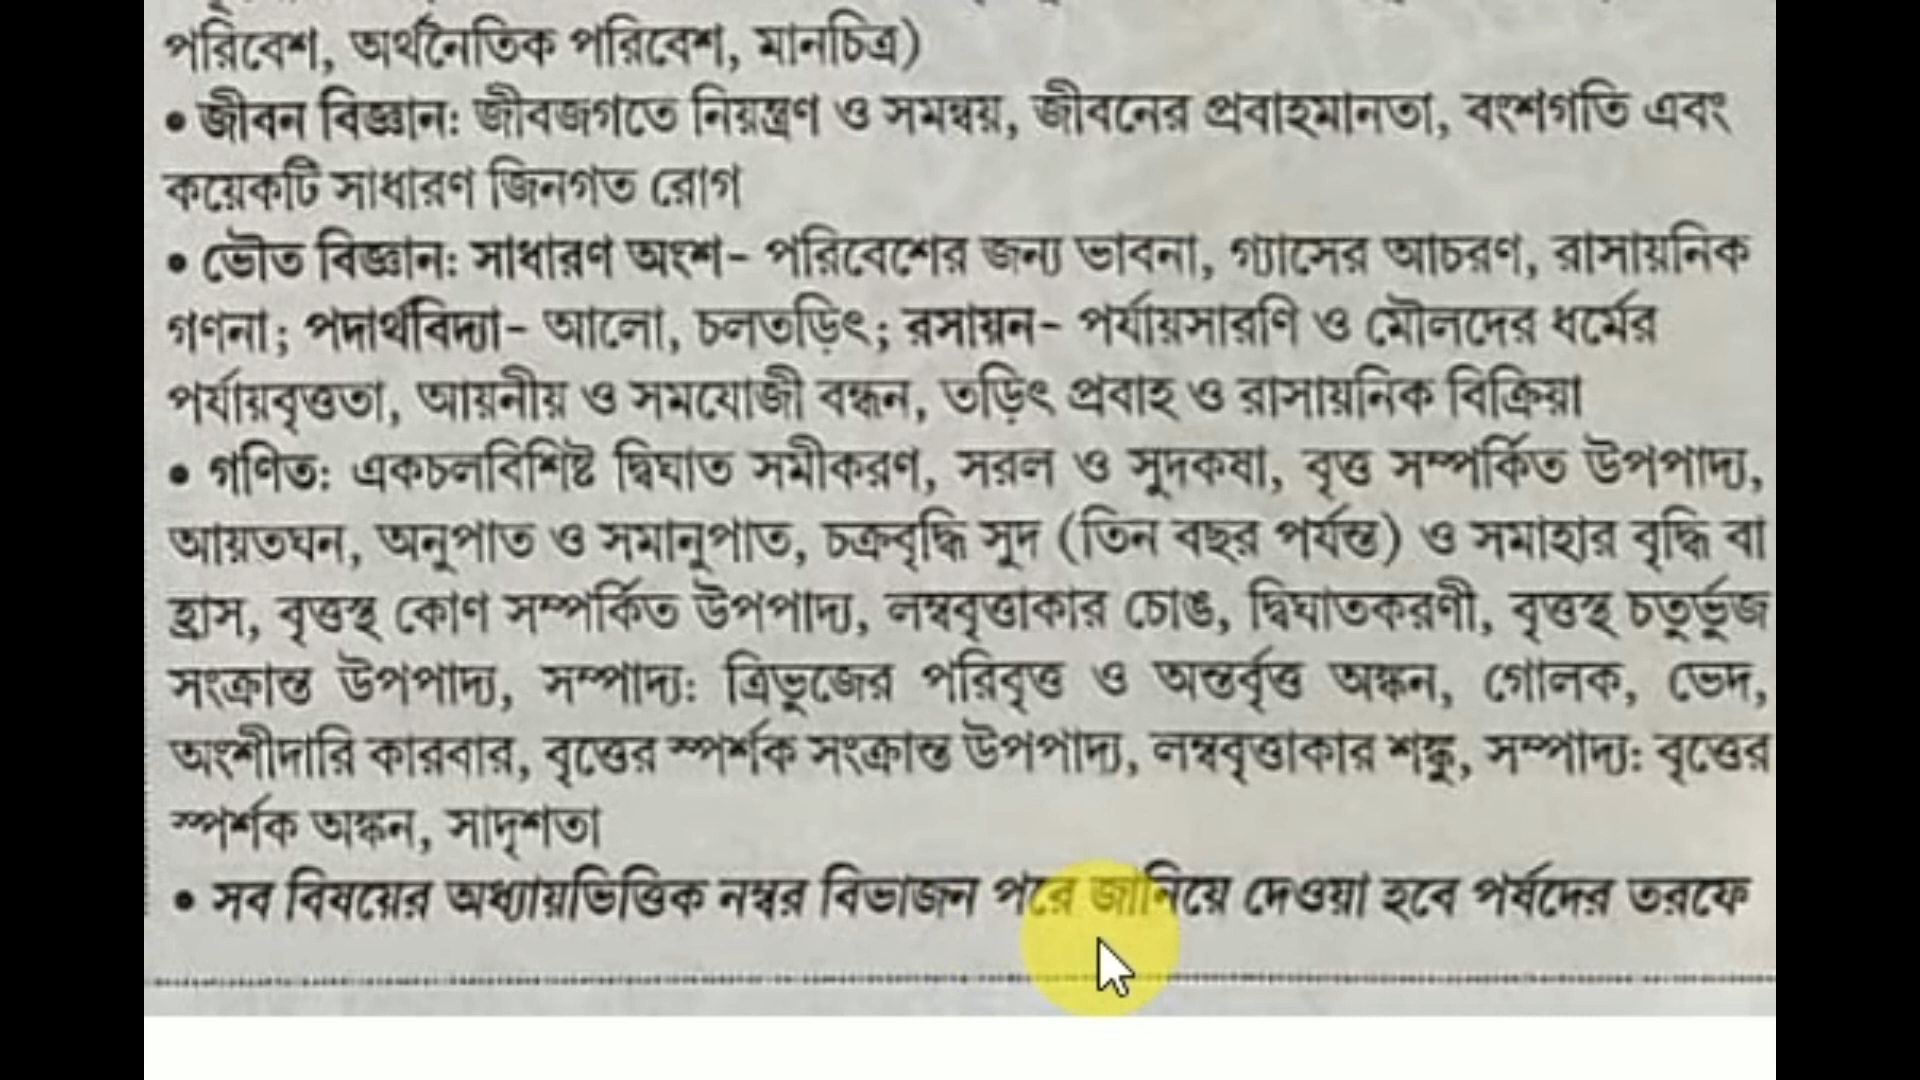 পরিবেশ, অর্থনৈতিক পরিবেশ, মানচিত্র)
• জীবন বিজ্ঞান: জীবজগতে নিয়ন্ত্রণ ও সমন্বয়, জীবনের প্রবাহমানতা, বংশগতি এবং
কয়েকটি সাধারণ জিনগত রোগ
• ভৌত বিজ্ঞান: সাধারণ অংশ- পরিবেশের জন্য ভাবনা, গ্যাসের আচরণ, রাসায়নিক
গণনা; পদার্থবিদ্যা- আলো, চলতড়িৎ; রসায়ন- পর্যায়সারণি ও মৌলদের ধর্মের
পর্যায়বৃত্ততা, আয়নীয় ও সমযোজী বন্ধন, তড়িৎ প্রবাহ ও রাসায়নিক বিক্রিয়া
• গণিত: একচলবিশিষ্ট দ্বিঘাত সমীকরণ, সরল ও সুদকষা, বৃত্ত সম্পর্কিত উপপাদ্য,
আয়তঘন, অনুপাত ও সমানুপাত, চক্রবৃদ্ধি সুদ (তিন বছর পর্যন্ত) ও সমাহার বৃদ্ধি বা
হ্রাস, বৃত্তস্থ কোণ সম্পর্কিত উপপাদ্য, লম্ববৃত্তাকার চোঙ, দ্বিঘাতকরণী, বৃত্তস্থ চতুর্ভুজ
সংক্রান্ত উপপাদ্য, সম্পাদ্য: ত্রিভুজের পরিবৃত্ত ও অন্তর্বৃত্ত অঙ্কন, গোলক, ভেদ,
অংশীদারি কারবার, বৃত্তের স্পর্শক সংক্রান্ত উপপাদ্য, লম্ববৃত্তাকার শঙ্কু, সম্পাদ্য: বৃত্তের
স্পর্শক অঙ্কন, সাদৃশতা
• সব বিষয়ের অধ্যায়ভিত্তিক নম্বর বিভাজন পরে জানিয়ে দেওয়া হবে পর্ষদের তরফে